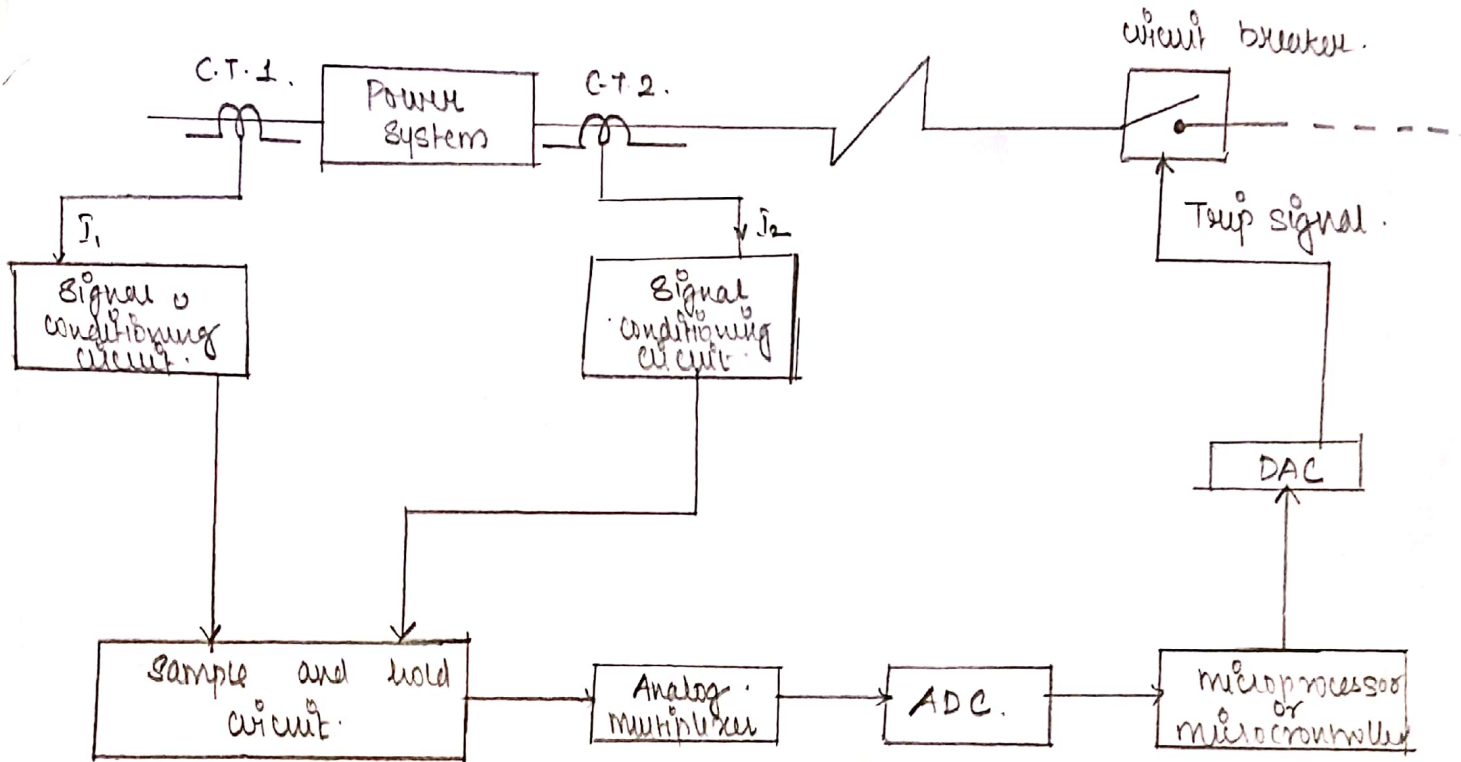 circuit breaker.
C.T.1.
Power
system
C.T.2.
Trip signal.
I₁
I₂
signal
conditioning
circuit.
signal
conditioning
circuit.
DAC
sample and hold
circuit.
Analog
multiplexer
ADC.
microprocessor
or
microcrontroller